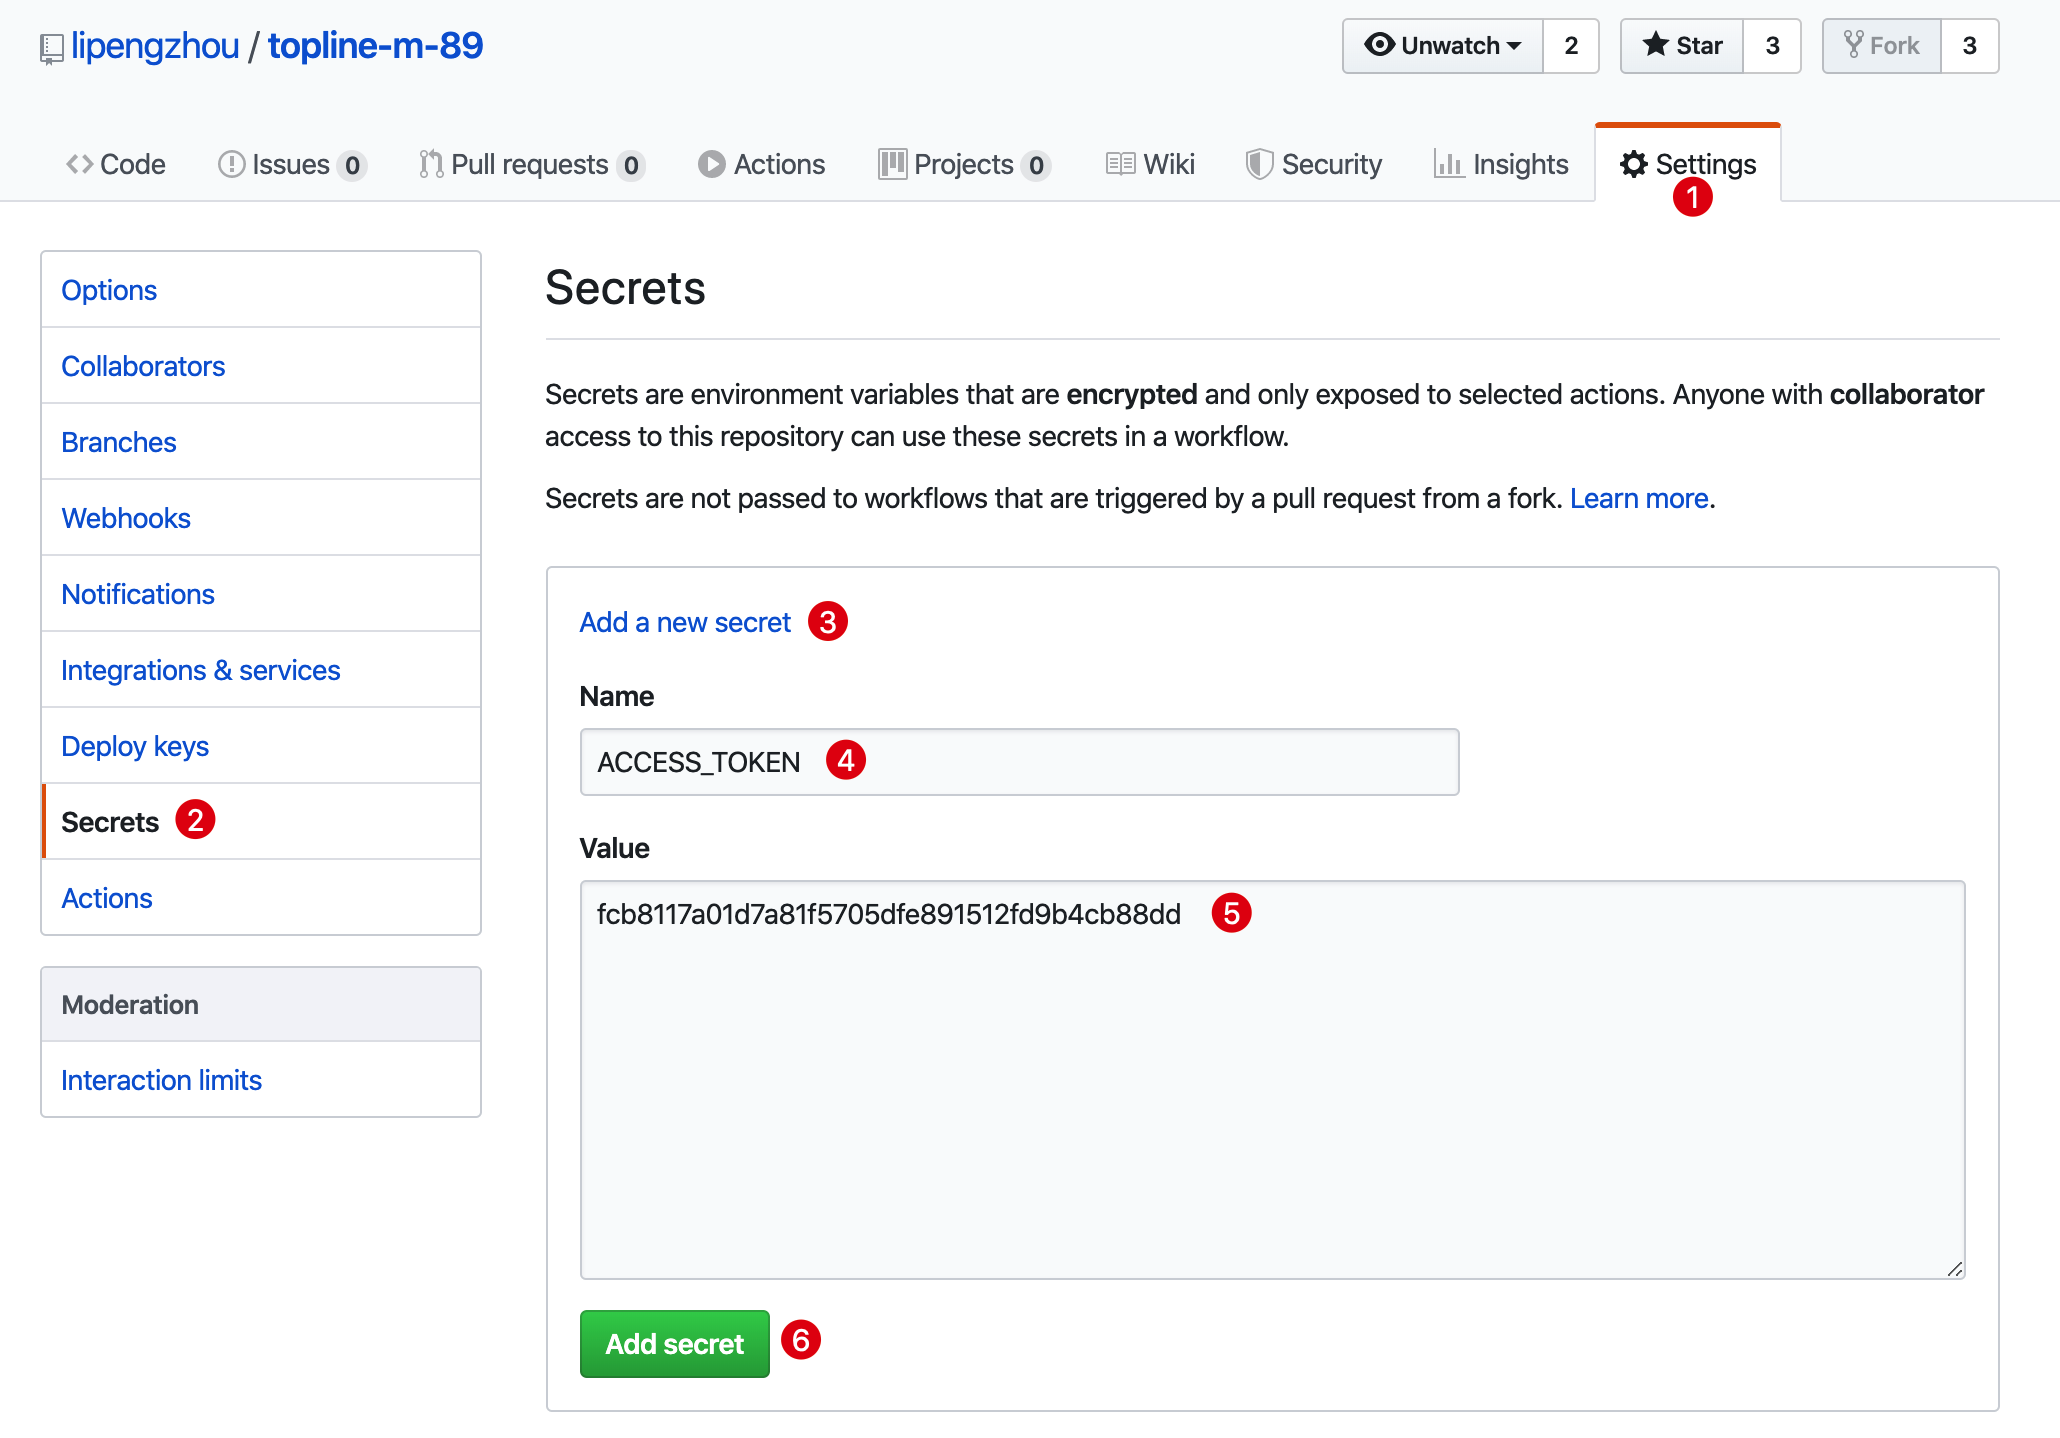 lipengzhou / topline-m-89
Unwatch 2 Star 3 Fork 3
Code Issues 0 Pull requests 0 Actions Projects 0 Wiki Security Insights Settings
1
Options
Collaborators
Branches
Webhooks
Notifications
Integrations & services
Deploy keys
Secrets 2
Actions
Moderation
Interaction limits
Secrets
Secrets are environment variables that are encrypted and only exposed to selected actions. Anyone with collaborator
access to this repository can use these secrets in a workflow.
Secrets are not passed to workflows that are triggered by a pull request from a fork. Learn more.
Add a new secret 3
Name
ACCESS_TOKEN 4
Value
fcb8117a01d7a81f5705dfe891512fd9b4cb88dd 5
Add secret 6